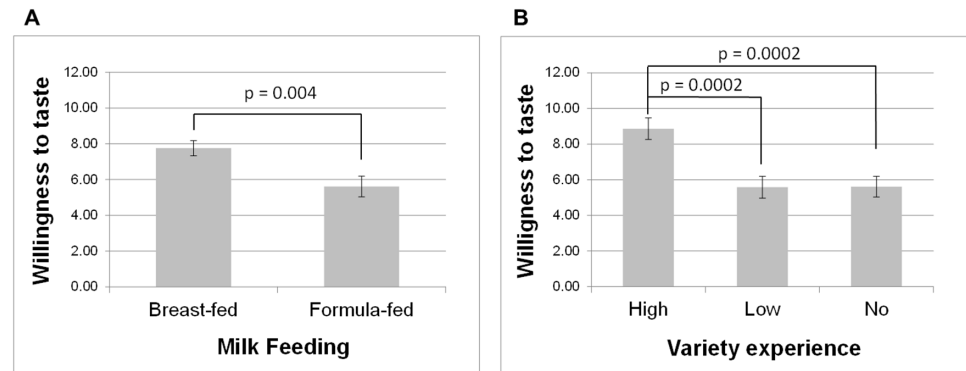 A
Willingness to taste
12.00
10.00
8.00
6.00
4.00
2.00
0.00
p = 0.004
Breast-fed
Formula-fed
Milk Feeding
B
Willigness to taste
12.00
10.00
8.00
6.00
4.00
2.00
0.00
p = 0.0002
p = 0.0002
High
Low
No
Variety experience